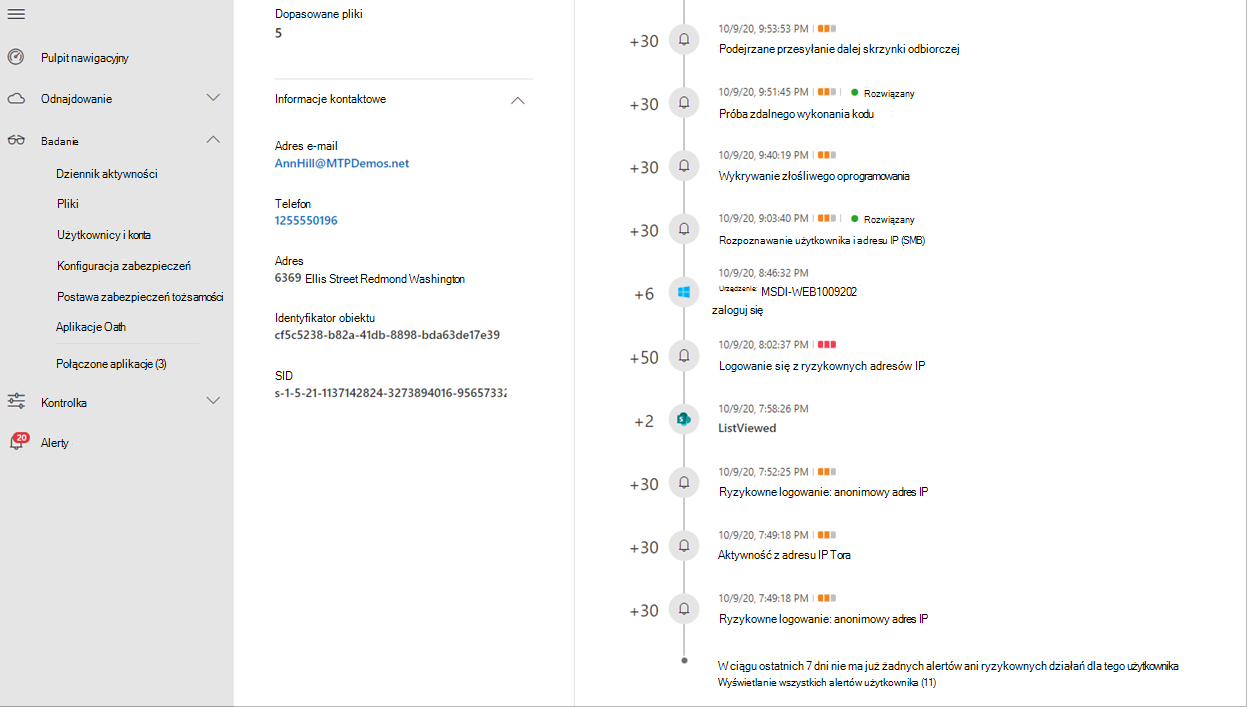 Pulpit nawigacyjny
Odnajdowanie
Badanie
Dziennik aktywności
Pliki
Użytkownicy i konta
Konfiguracja zabezpieczeń
Postawa zabezpieczeń tożsamości
Aplikacje Oath
Połączone aplikacje (3)
Kontrolka
20
Alerty
Dopasowane pliki
5
Informacje kontaktowe
Adres e-mail
AnnHill@MTPDemos.net
Telefon
1255550196
Adres
6369 Ellis Street Redmond Washington
Identyfikator obiektu
cf5c5238-b82a-41db-8898-bda63de17e39
SID
s-1-5-21-1137142824-3273894016-95657332
+30 10/9/20, 9:53:53 PM
Podejrzane przesyłanie dalej skrzynki odbiorczej
+30 10/9/20, 9:51:45 PM Rozwiązany
Próba zdalnego wykonania kodu
+30 10/9/20, 9:40:19 PM
Wykrywanie złośliwego oprogramowania
+30 10/9/20, 9:03:40 PM Rozwiązany
Rozpoznawanie użytkownika i adresu IP (SMB)
+6 10/9/20, 8:46:32 PM
Urządzenie: MSDI-WEB1009202
zaloguj się
+50 10/9/20, 8:02:37 PM
Logowanie się z ryzykownych adresów IP
+2 10/9/20, 7:58:26 PM
ListViewed
+30 10/9/20, 7:52:25 PM
Ryzykowne logowanie: anonimowy adres IP
+30 10/9/20, 7:49:18 PM
Aktywność z adresu IP Tora
+30 10/9/20, 7:49:18 PM
Ryzykowne logowanie: anonimowy adres IP
W ciągu ostatnich 7 dni nie ma już żadnych alertów ani ryzykownych działań dla tego użytkownika
Wyświetlanie wszystkich alertów użytkownika (11)